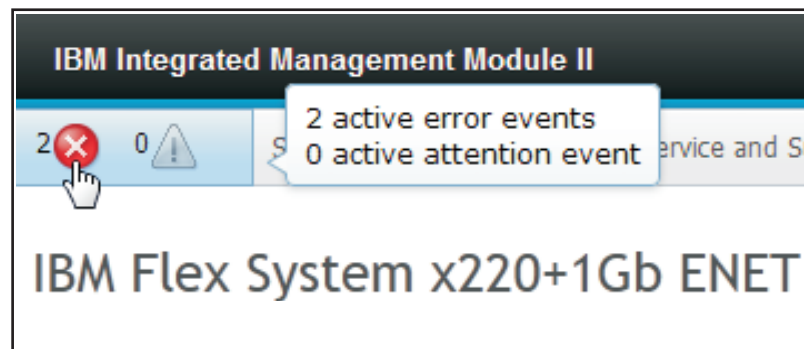 IBM Integrated Management Module II
2 active error events
2 0 S 0 active attention event ervice and S
IBM Flex System x220+1Gb ENET